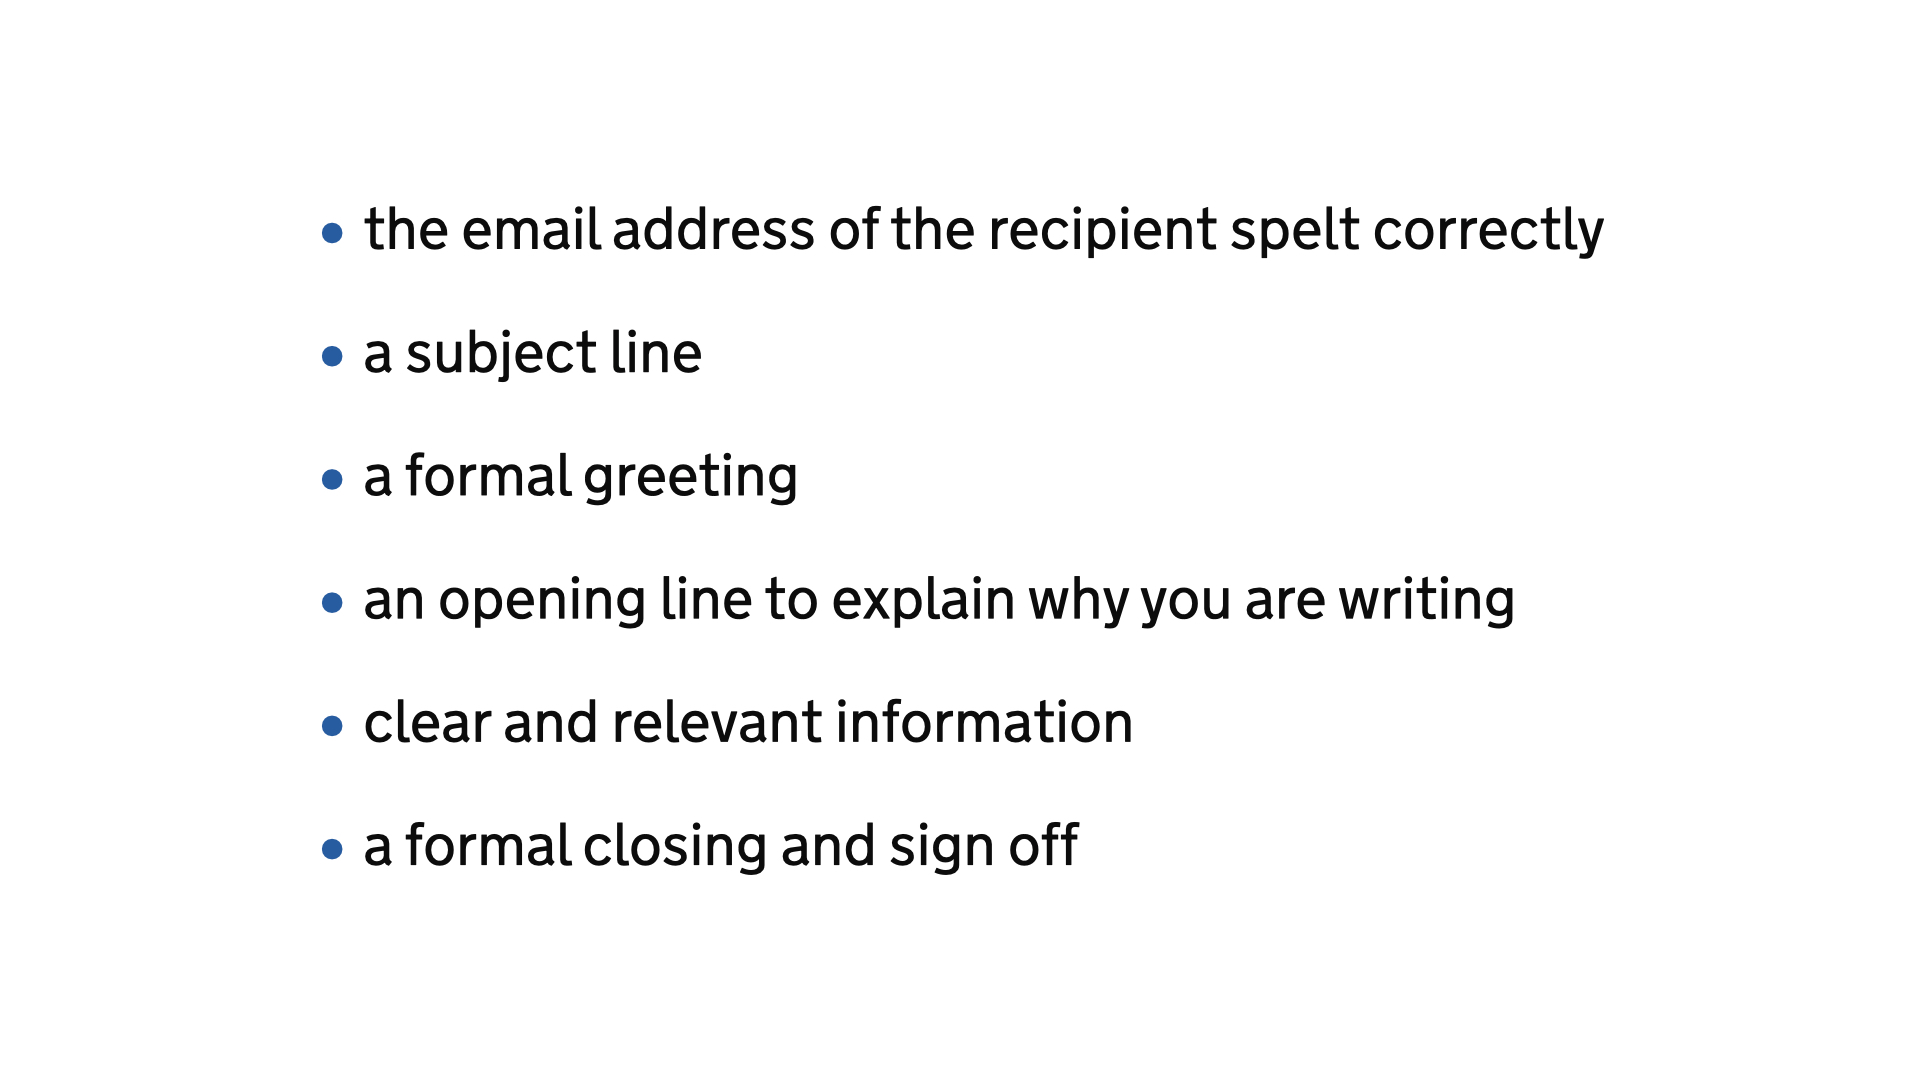 • the email address of the recipient spelt correctly
• a subject line
• a formal greeting
• an opening line to explain why you are writing
• clear and relevant information
• a formal closing and sign off